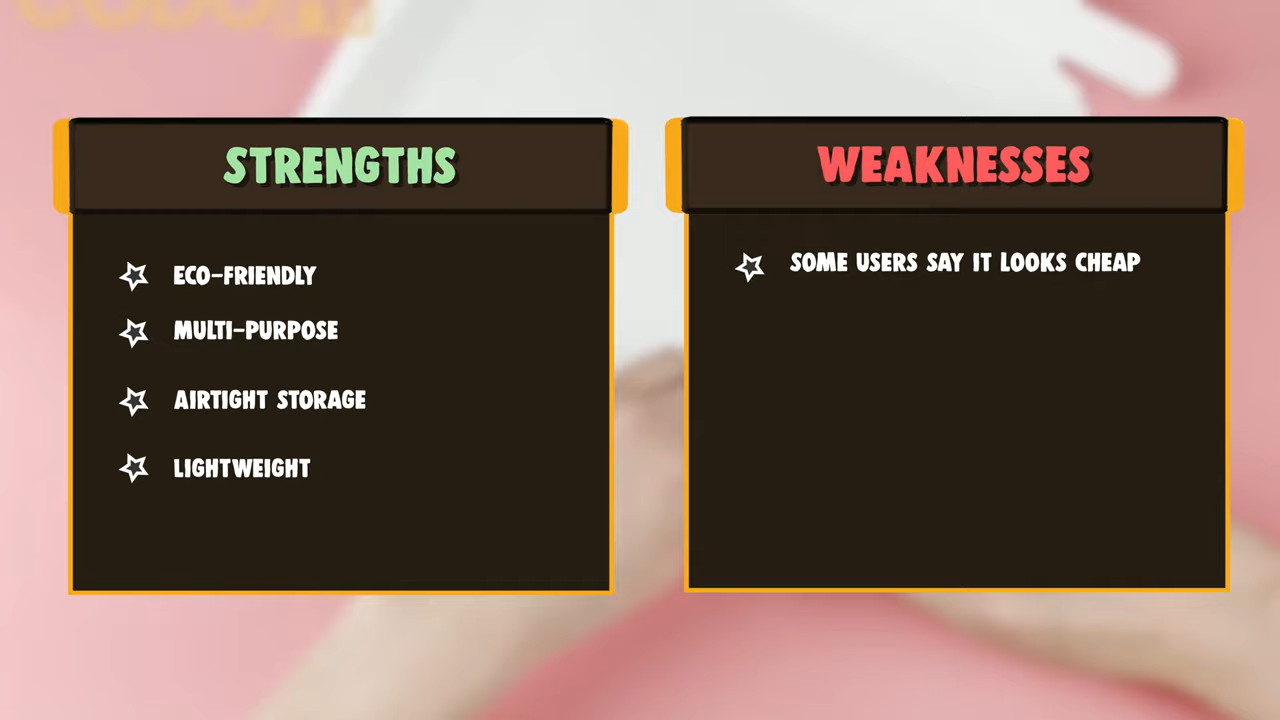 STRENGTHS
ECO-FRIENDLY
MULTI-PURPOSE
AIRTIGHT STORAGE
LIGHTWEIGHT
WEAKNESSES
SOME USERS SAY IT LOOKS CHEAP